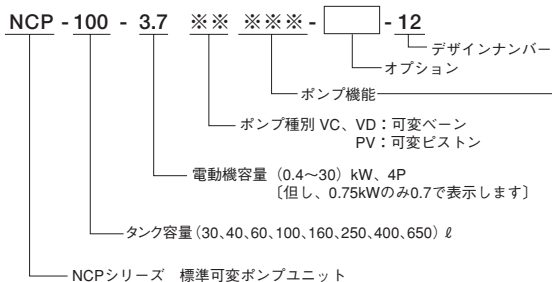 NCP - 100 - 3.7 ※※ ※※※ - - 12
デザインナンバー
オプション
ポンプ機能
ポンプ種別 VC、VD：可変ベーン
PV：可変ピストン
電動機容量（0.4～30）kW、4P
〔但し、0.75kWのみ0.7で表示します〕
タンク容量(30、40、60、100、160、250、400、650) ℓ
NCPシリーズ 標準可変ポンプユニット